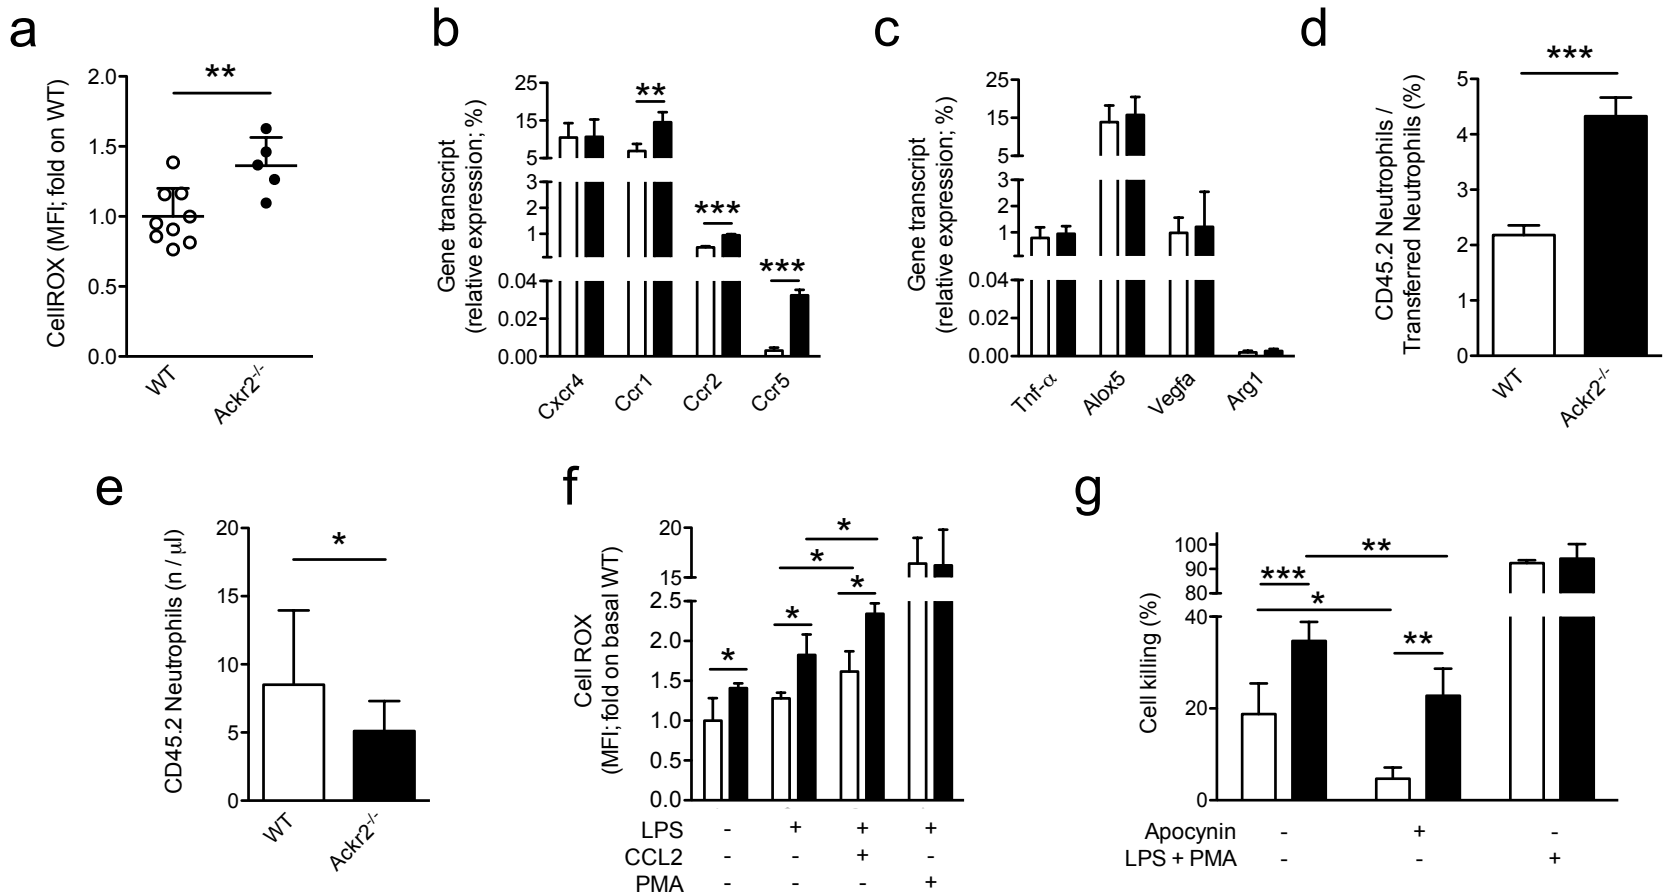 a
CellROX (MFI; fold on WT)
2.0
1.5
1.0
0.5
0.0
**
WT
Ackr2-/-
b
Gene transcript
(relative expression; %)
25
15
5
3
2
1
0.04
0.02
0.00
**
***
***
Cxcr4
Ccr1
Ccr2
Ccr5
c
Gene transcript
(relative expression; %)
25
15
5
3
2
1
0.04
0.02
0.00
Tnf-α
Alox5
Vegfa
Arg1
d
CD45.2 Neutrophils /
Transferred Neutrophils (%)
5
4
3
2
1
0
***
WT
Ackr2-/-
e
CD45.2 Neutrophils (n / µl)
20
15
10
5
0
*
WT
Ackr2-/-
f
Cell ROX
(MFI; fold on basal WT)
20
15
2.5
2.0
1.5
1.0
0.5
0.0
*
*
*
*
*
LPS - + + +
CCL2 - - + -
PMA - - - +
g
Cell killing (%)
100
90
80
40
20
0
**
***
*
**
Apocynin - + -
LPS + PMA - - +